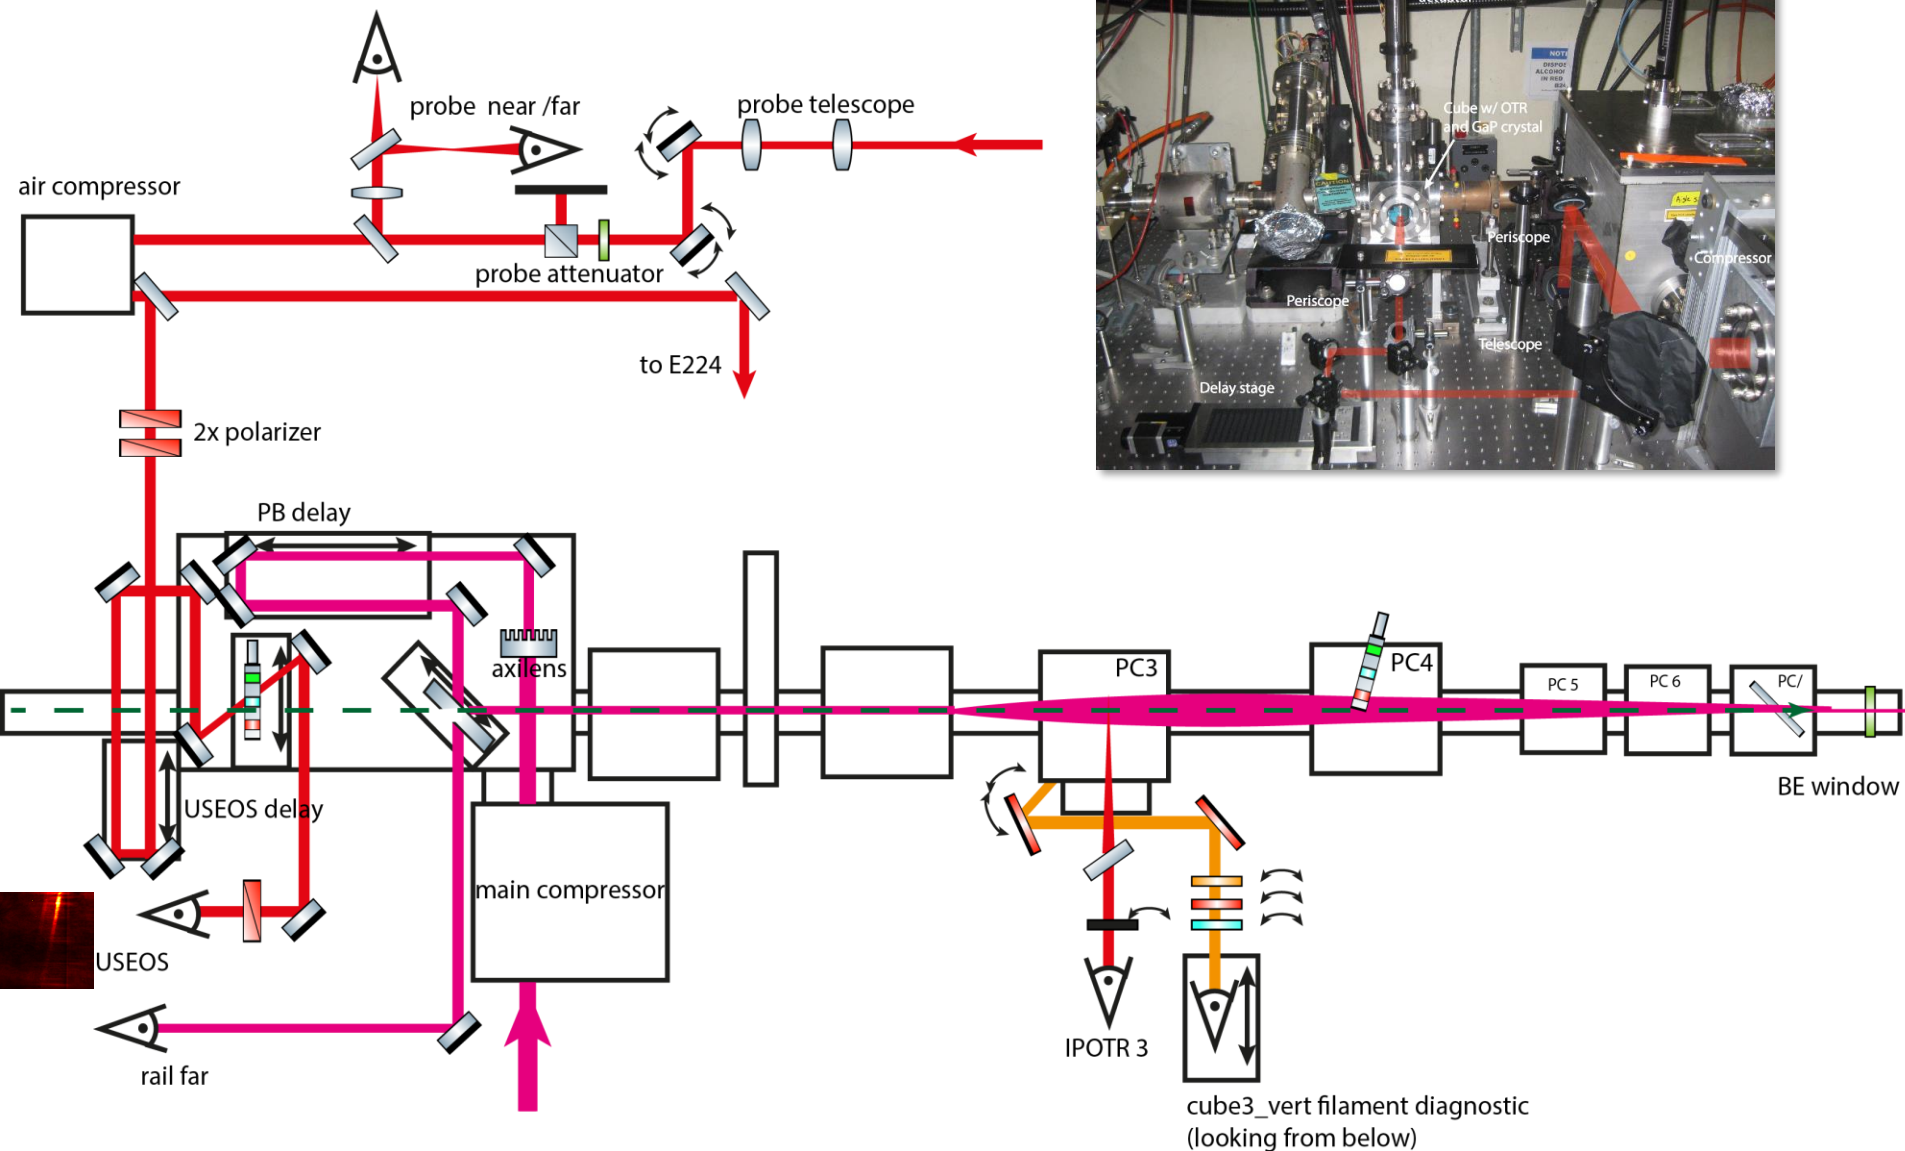 probe near /far
probe telescope
air compressor
probe attenuator
to E224
2x polarizer
PB delay
axilens
USEOS delay
USEOS
rail far
main compressor
PC3
PC4
PC 5
PC 6
PC/
BE window
IPOTR 3
cube3_vert filament diagnostic
(looking from below)
Cube w/ OTR
and GaP crystal
Periscope
Compressor
Periscope
Telescope
Delay stage
CAUTION